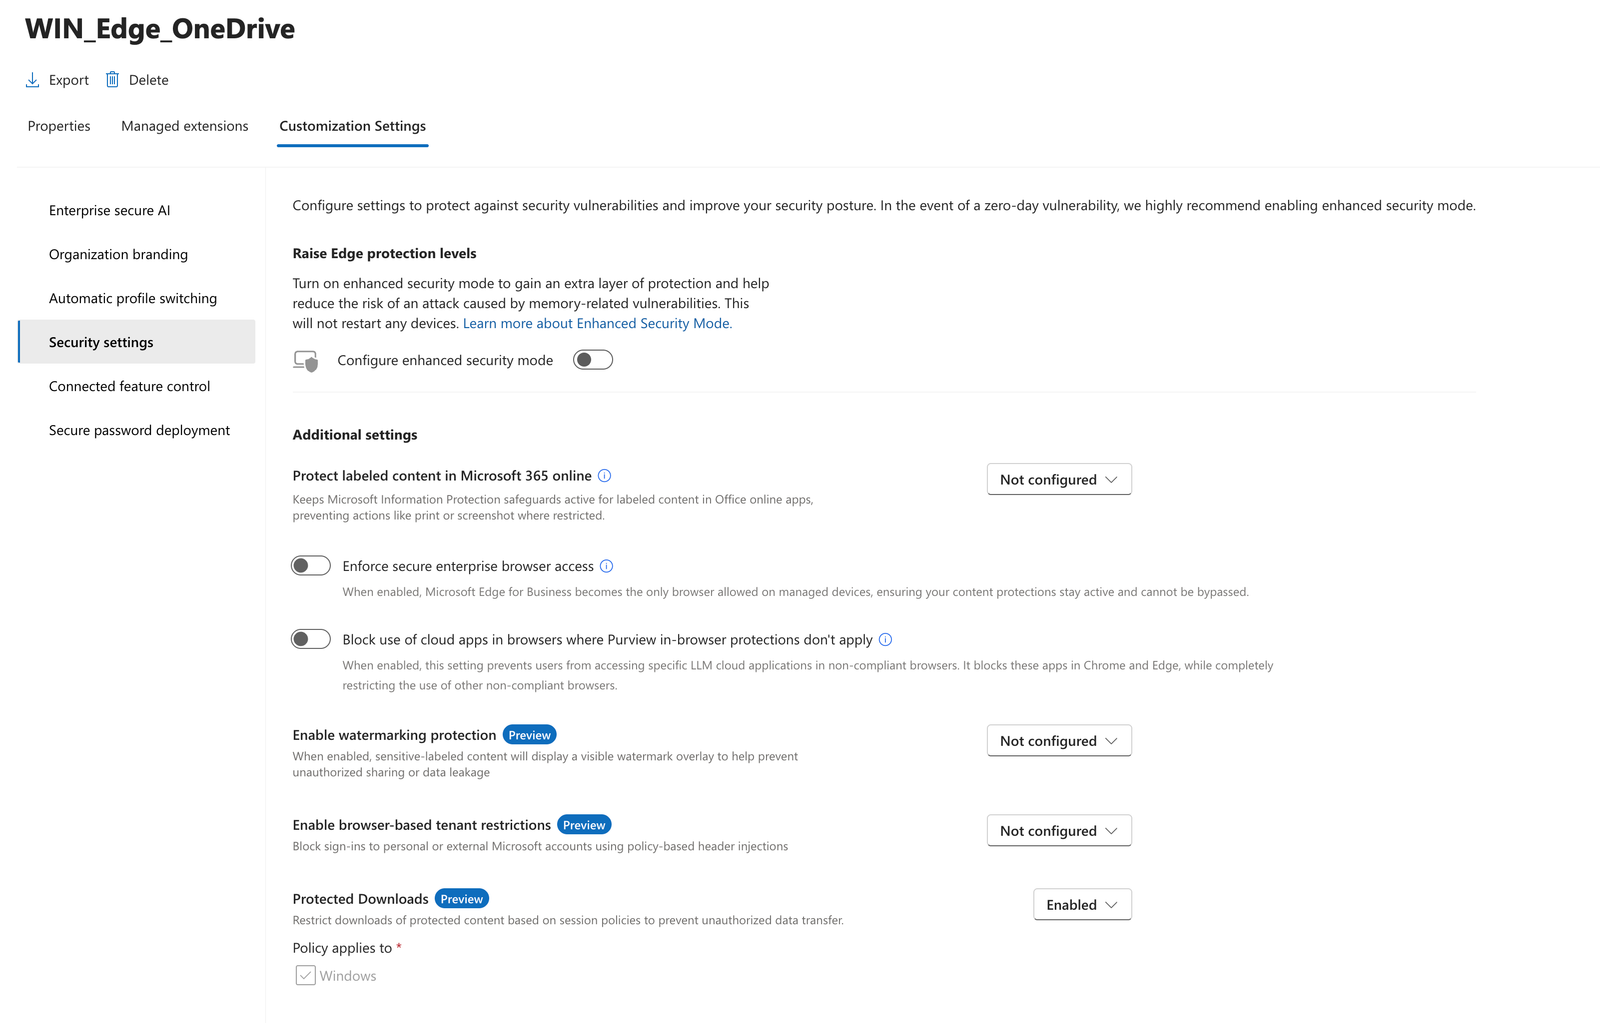 WIN_Edge_OneDrive
Export
Delete
Properties
Managed extensions
Customization Settings
Enterprise secure AI
Organization branding
Automatic profile switching
Security settings
Connected feature control
Secure password deployment
Configure settings to protect against security vulnerabilities and improve your security posture. In the event of a zero-day vulnerability, we highly recommend enabling enhanced security mode.
Raise Edge protection levels
Turn on enhanced security mode to gain an extra layer of protection and help
reduce the risk of an attack caused by memory-related vulnerabilities. This
will not restart any devices. Learn more about Enhanced Security Mode.
Configure enhanced security mode
Additional settings
Protect labeled content in Microsoft 365 online
Not configured
Keeps Microsoft Information Protection safeguards active for labeled content in Office online apps,
preventing actions like print or screenshot where restricted.
Enforce secure enterprise browser access
When enabled, Microsoft Edge for Business becomes the only browser allowed on managed devices, ensuring your content protections stay active and cannot be bypassed.
Block use of cloud apps in browsers where Purview in-browser protections don't apply
When enabled, this setting prevents users from accessing specific LLM cloud applications in non-compliant browsers. It blocks these apps in Chrome and Edge, while completely
restricting the use of other non-compliant browsers.
Enable watermarking protection Preview
Not configured
When enabled, sensitive-labeled content will display a visible watermark overlay to help prevent
unauthorized sharing or data leakage
Enable browser-based tenant restrictions Preview
Not configured
Block sign-ins to personal or external Microsoft accounts using policy-based header injections
Protected Downloads Preview
Enabled
Restrict downloads of protected content based on session policies to prevent unauthorized data transfer.
Policy applies to *
Windows